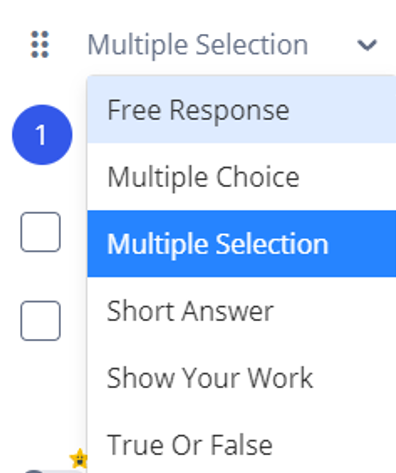 Multiple Selection
Free Response
1
Multiple Choice
Multiple Selection
Short Answer
Show Your Work
True Or False